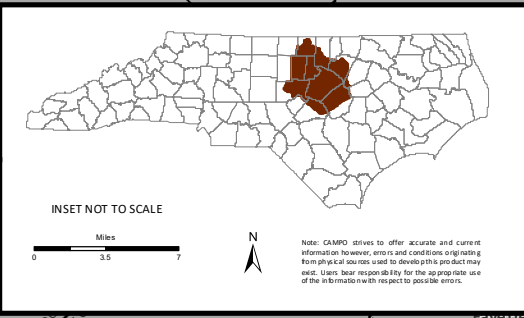 INSET NOT TO SCALE
Miles
0 3.5 7
N
Note: CAMPO strives to offer accurate and current
information however, errors and conditions originating
from physical sources used to develop this product may
exist. Users bear responsibility for the appropriate use
of the information with respect to possible errors.